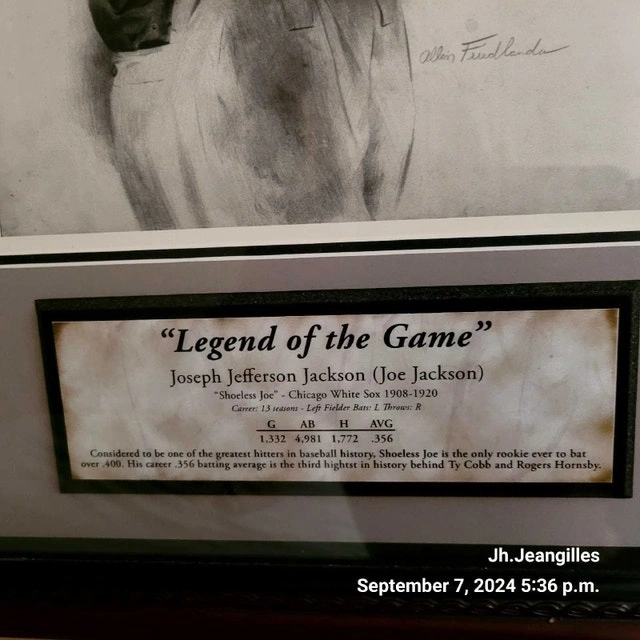 Allen Friedlander
“Legend of the Game”
Joseph Jefferson Jackson (Joe Jackson)
“Shoeless Joe” - Chicago White Sox 1908-1920
Career: 13 seasons - Left Fielder Bats: L Throws: R
G AB H AVG
1,332 4,981 1,772 .356
Considered to be one of the greatest hitters in baseball history, Shoeless Joe is the only rookie ever to bat
over .400. His career .356 batting average is the third hightst in history behind Ty Cobb and Rogers Hornsby.
Jh.Jeangilles
September 7, 2024 5:36 p.m.